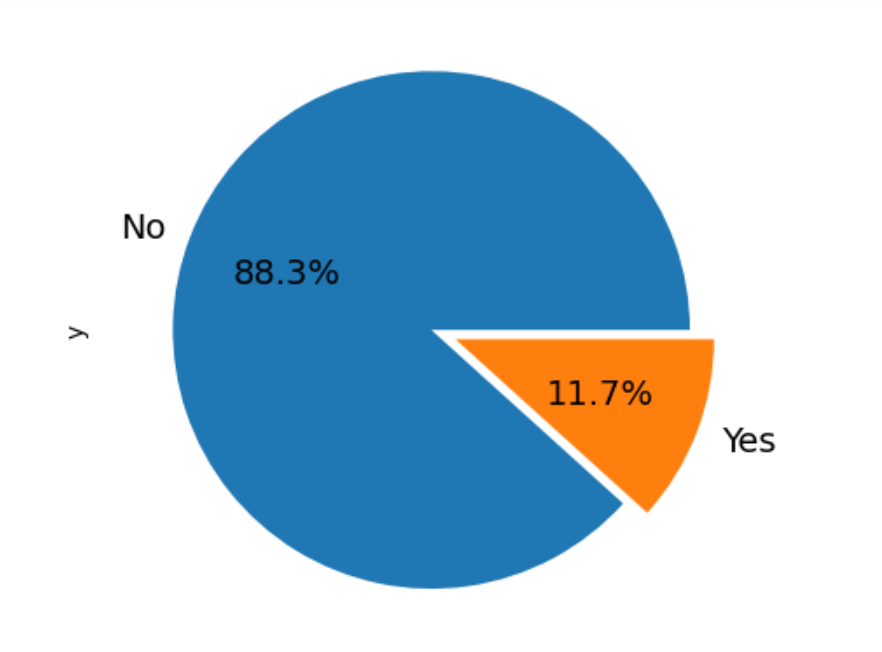 No
88.3%
y
11.7%
Yes